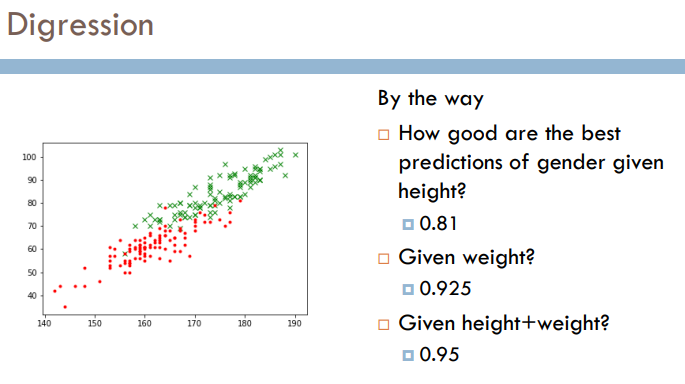 Digression
By the way
How good are the best
predictions of gender given
height?
0.81
Given weight?
0.925
Given height+weight?
0.95
100
90
80
70
60
50
40
140 150 160 170 180 190